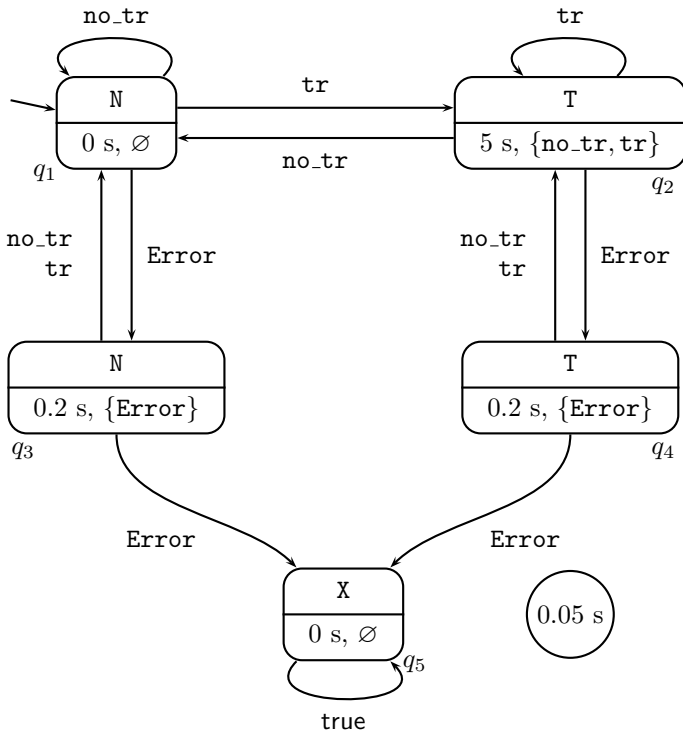 no_tr
tr
N
tr
T
0 s, ∅
5 s, {no_tr, tr}
q1
no_tr
q2
no_tr
tr
Error
no_tr
tr
Error
N
T
0.2 s, {Error}
0.2 s, {Error}
q3
q4
Error
Error
X
0 s, ∅
0.05 s
q5
true